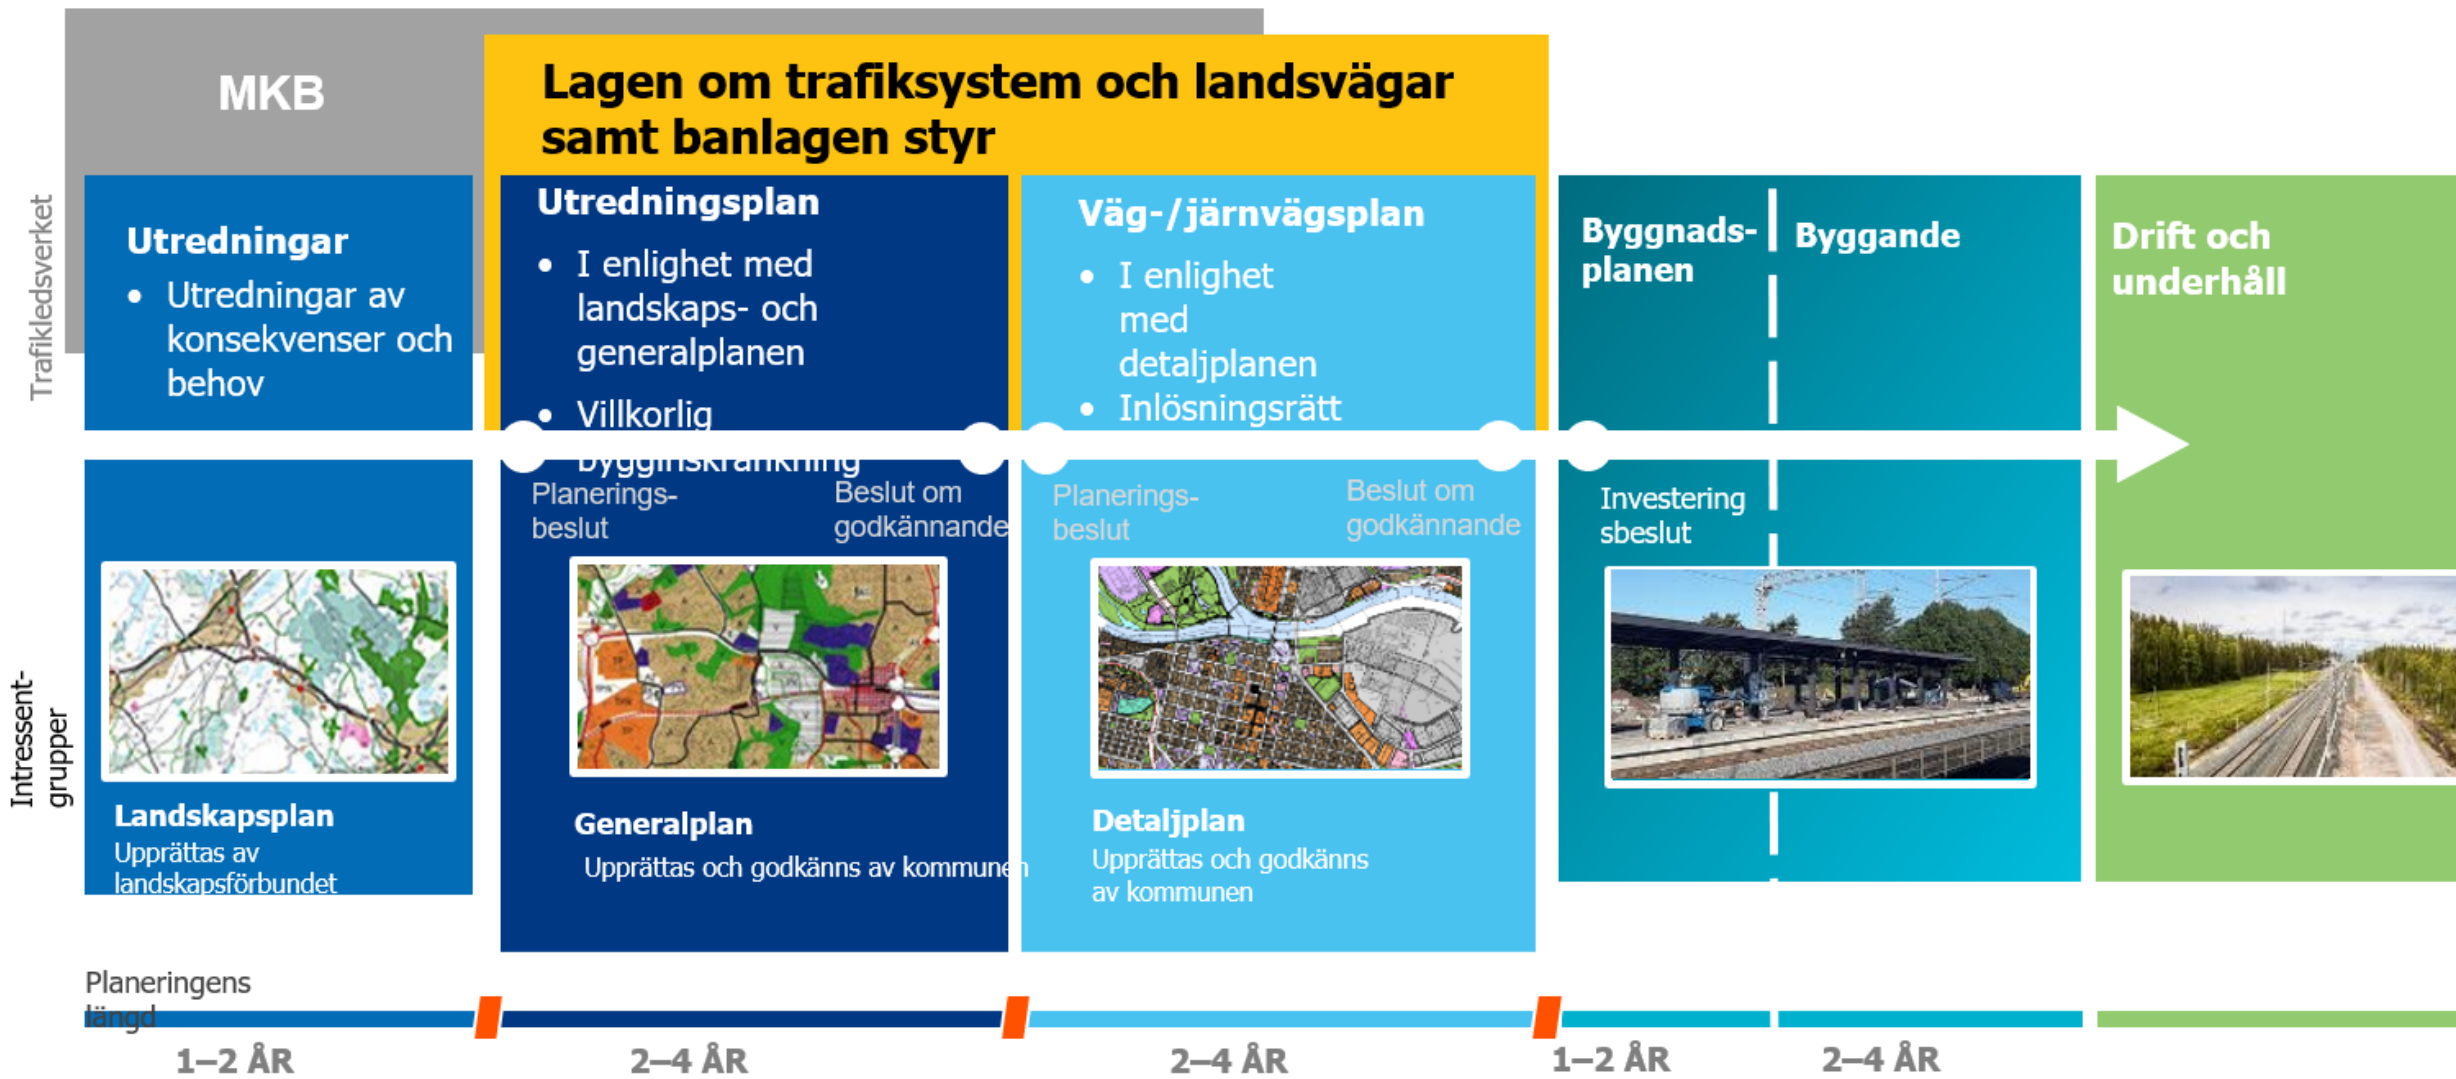 MKB
Lagen om trafiksystem och landsvägar
samt banlagen styr
Trafikledsverket
Utredningar
• Utredningar av
konsekvenser och
behov
Utredningsplan
• I enlighet med
landskaps- och
generalplanen
• Villkorlig
bygginskränkning
Väg-/järnvägsplan
• I enlighet
med
detaljplanen
• Inlösningsrätt
Byggnads-
planen
Byggande
Drift och
underhåll
Planerings-
beslut
Beslut om
godkännande
Planerings-
beslut
Beslut om
godkännande
Investering
sbeslut
Intressent-
grupper
Landskapsplan
Upprättas av
landskapsförbundet
Generalplan
Upprättas och godkänns av kommunen
Detaljplan
Upprättas och godkänns
av kommunen
Planeringens
längd
1–2 ÅR
2–4 ÅR
2–4 ÅR
1–2 ÅR
2–4 ÅR